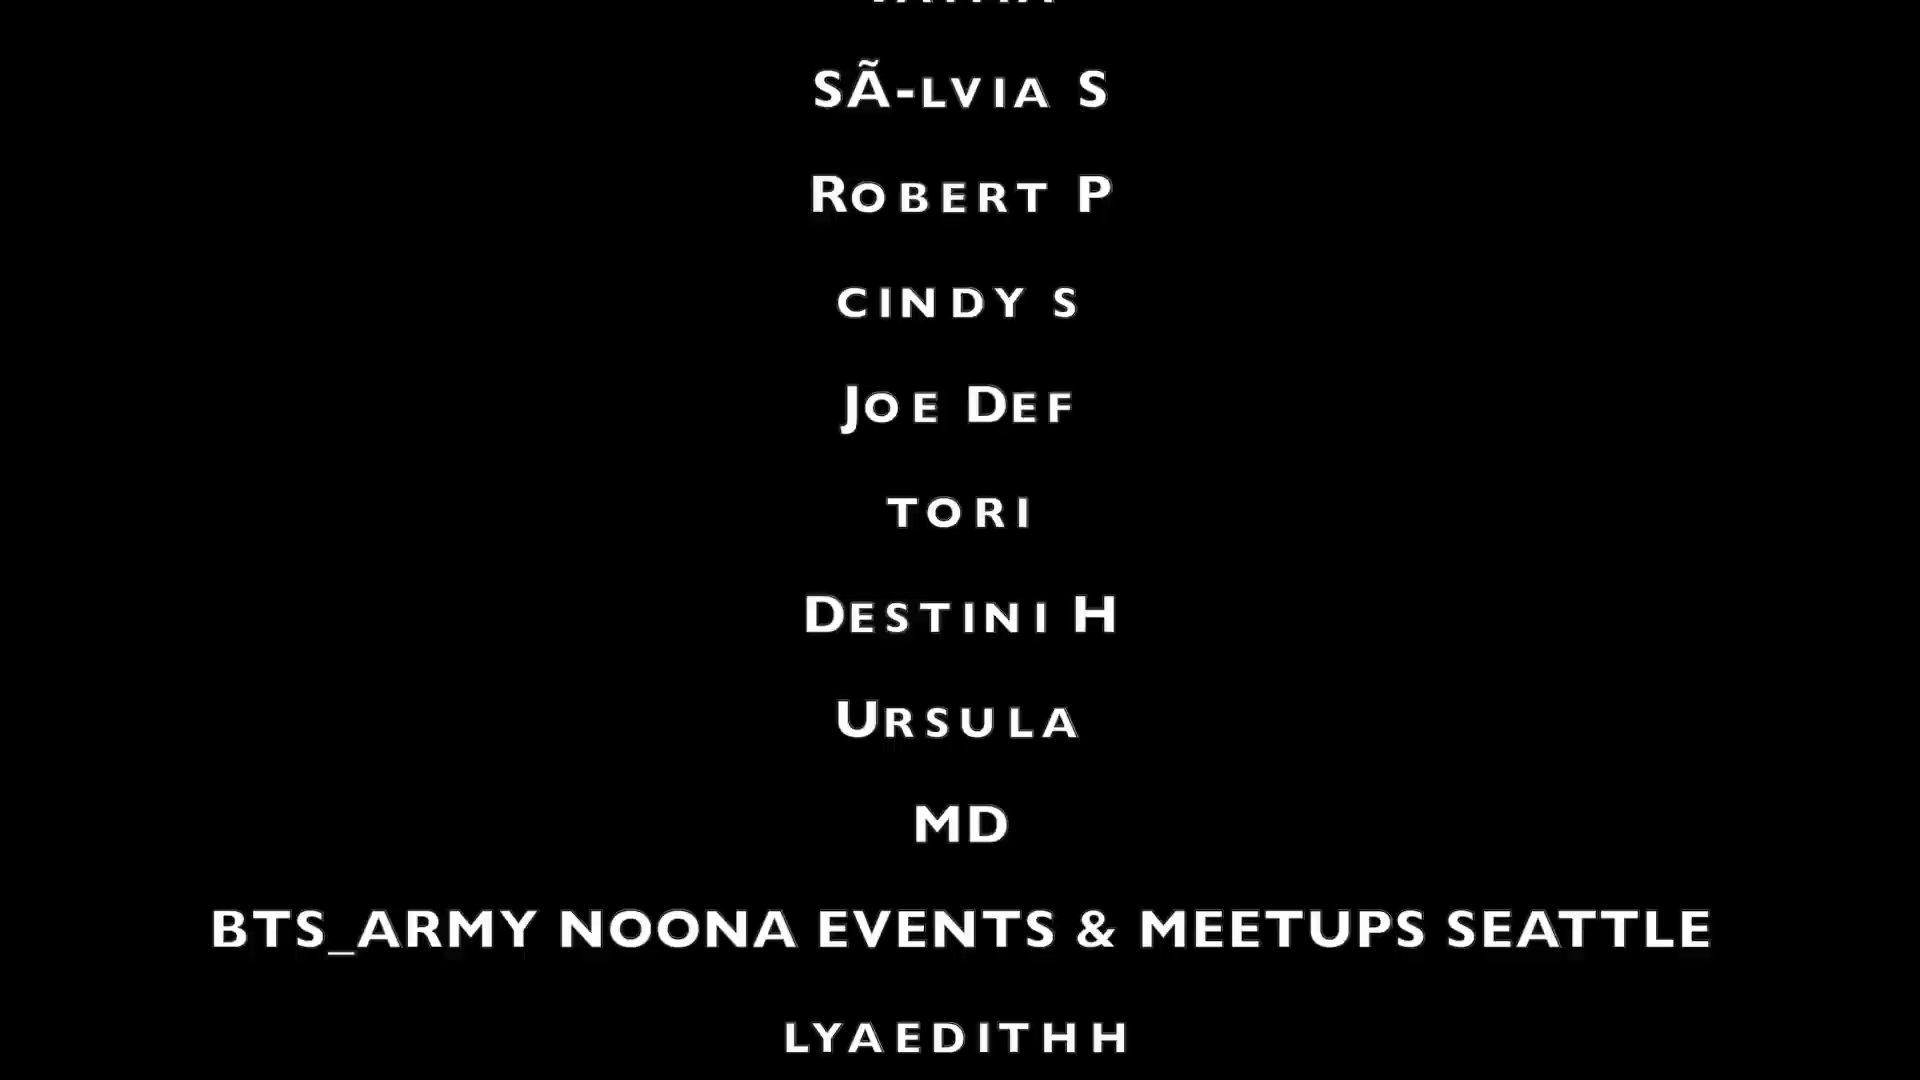 SÃ-lvia S
Robert P
cindy s
Joe Def
tori
Destini H
Ursula
MD
BTS_ARMY NOONA EVENTS & MEETUPS SEATTLE
lyaedithh